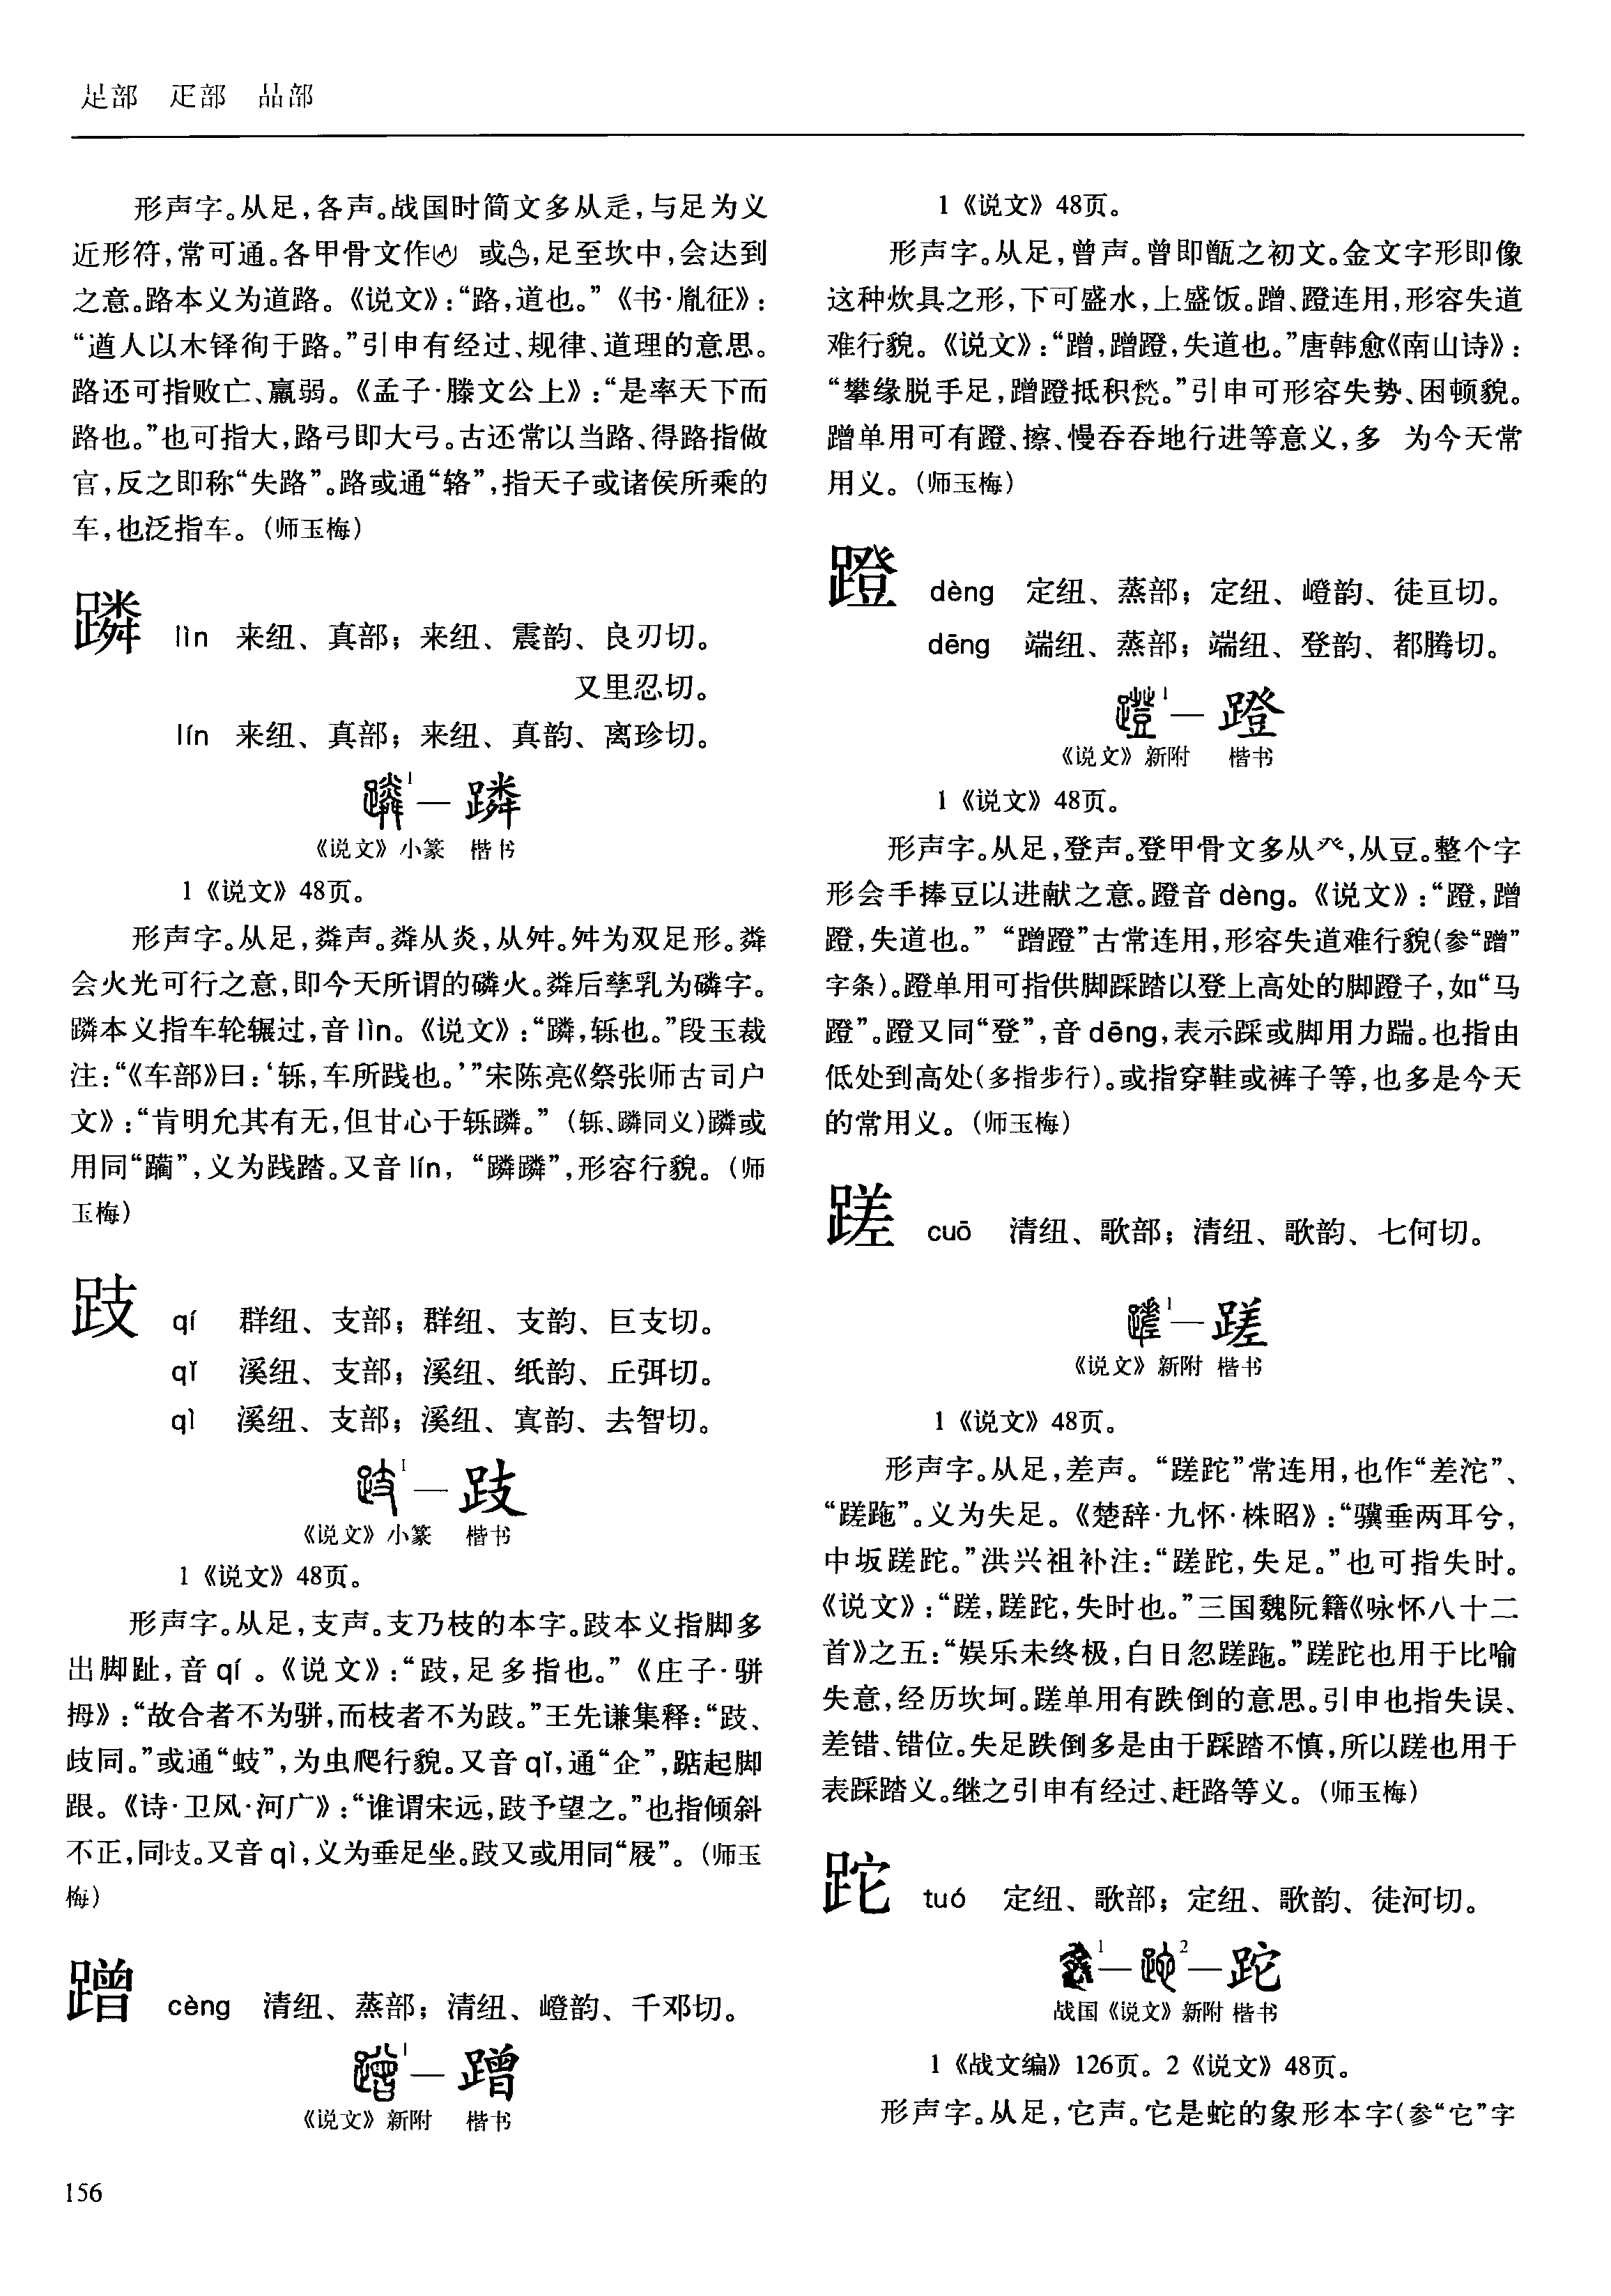 足部　疋部　品部
形声字。从足，各声。战国时简文多从辵，与足为义
近形符，常可通。各甲骨文作 或 ，足至坎中，会达到
之意。路本义为道路。《说文》：“路，道也。”《书·胤征》：
“遒人以木铎徇于路。”引申有经过、规律、道理的意思。
路还可指败亡、羸弱。《孟子·滕文公上》：“是率天下而
路也。”也可指大，路弓即大弓。古还常以当路、得路指做
官，反之即称“失路”。路或通“辂”，指天子或诸侯所乘的
车，也泛指车。（师玉梅）
蹸 lìn 来纽、真部；来纽、震韵、良刃切。
又里忍切。
lín 来纽、真部；来纽、真韵、离珍切。
1—蹸
《说文》小篆 楷书
1《说文》48页。
形声字。从足，粦声。粦从炎，从舛。舛为双足形。粦
会火光可行之意，即今天所谓的磷火。粦后孳乳为磷字。
蹸本义指车轮辗过，音lìn。《说文》：“蹸，轹也。”段玉裁
注：“《车部》曰：‘轹，车所践也。’”宋陈亮《祭张师古司户
文》：“肯明允共有无，但甘心于轹蹸。”（轹、蹸同义）蹸或
用同“躏”，义为践踏。又音lín，“蹸蹸”，形容行貌。（师
玉梅）
跂 qí 群纽、支部；群纽、支韵、巨支切。
qǐ 溪纽、支部；溪纽、纸韵、丘弭切。
qì 溪纽、支部；溪纽、寘韵、去智切。
1—跂
《说文》小篆 楷书
1《说文》48页。
形声字。从足，支声。支乃枝的本字。跂本义指脚多
出脚趾，音qí。《说文》：“跂，足多指也。”《庄子·骈
拇》：“故合者不为骈，而枝者不为跂。”王先谦集释：“跂、
歧同。”或通“蚑”，为虫爬行貌。又音qǐ，通“企”，踮起脚
跟。《诗·卫风·河广》：“谁谓宋远，跂予望之。”也指倾斜
不正，同攱。又音qì，义为垂足坐。跂又或用同“屐”。（师玉
梅）
蹭 cèng 清纽、蒸部；清纽、嶝韵、千邓切。
1—蹭
《说文》新附 楷书
1《说文》48页。
形声字。从足，曾声。曾即甑之初文。金文字形即像
这种炊具之形，下可盛水，上盛饭。蹭、蹬连用，形容失道
难行貌。《说文》：“蹭，蹭蹬，失道也。”唐韩愈《南山诗》：
“攀缘脱手足，蹭蹬抵积甃。”引申可形容失势、困顿貌。
蹭单用可有蹬、擦、慢吞吞地行进等意义，多 为今天常
用义。（师玉梅）
蹬 dèng 定纽、蒸部；定纽、嶝韵、徒亘切。
dēng 端纽、蒸部；端纽、登韵、都腾切。
1—蹬
《说文》新附 楷书
1《说文》48页。
形声字。从足，登声。登甲骨文多从癶，从豆。整个字
形会手捧豆以进献之意。蹬音dèng。《说文》：“蹬，蹭
蹬，失道也。”“蹭蹬”古常连用，形容失道难行貌（参“蹭”
字条）。蹬单用可指供脚踩踏以登上高处的脚蹬子，如“马
蹬”。蹬又同“登”，音dēng，表示踩或脚用力踹。也指由
低处到高处（多指步行）。或指穿鞋或裤子等，也多是今天
的常用义。（师玉梅）
蹉 cuō 清纽、歌部；清纽、歌韵、七何切。
1—蹉
《说文》新附 楷书
1《说文》48页。
形声字。从足，差声。“蹉跎”常连用，也作“差沱”、
“蹉跑”。义为失足。《楚辞·九怀·株昭》：“骥垂两耳兮，
中坂蹉跎。”洪兴祖补注：“蹉跎，失足。”也可指失时。
《说文》：“蹉，蹉跎，失时也。”三国魏阮籍《咏怀八十二
首》之五：“娱乐未终极，白日忽蹉跑。”蹉跎也用于比喻
失意，经历坎坷。蹉单用有跌倒的意思。引申也指失误、
差错、错位。失足跌倒多是由于踩踏不慎，所以蹉也用于
表踩踏义。继之引申有经过、赶路等义。（师玉梅）
跎 tuó 定纽、歌部；定纽、歌韵、徒河切。
1—2—跎
战国《说文》新附 楷书
1《战文编》126页。2《说文》48页。
形声字。从足，它声。它是蛇的象形本字（参“它”字
156